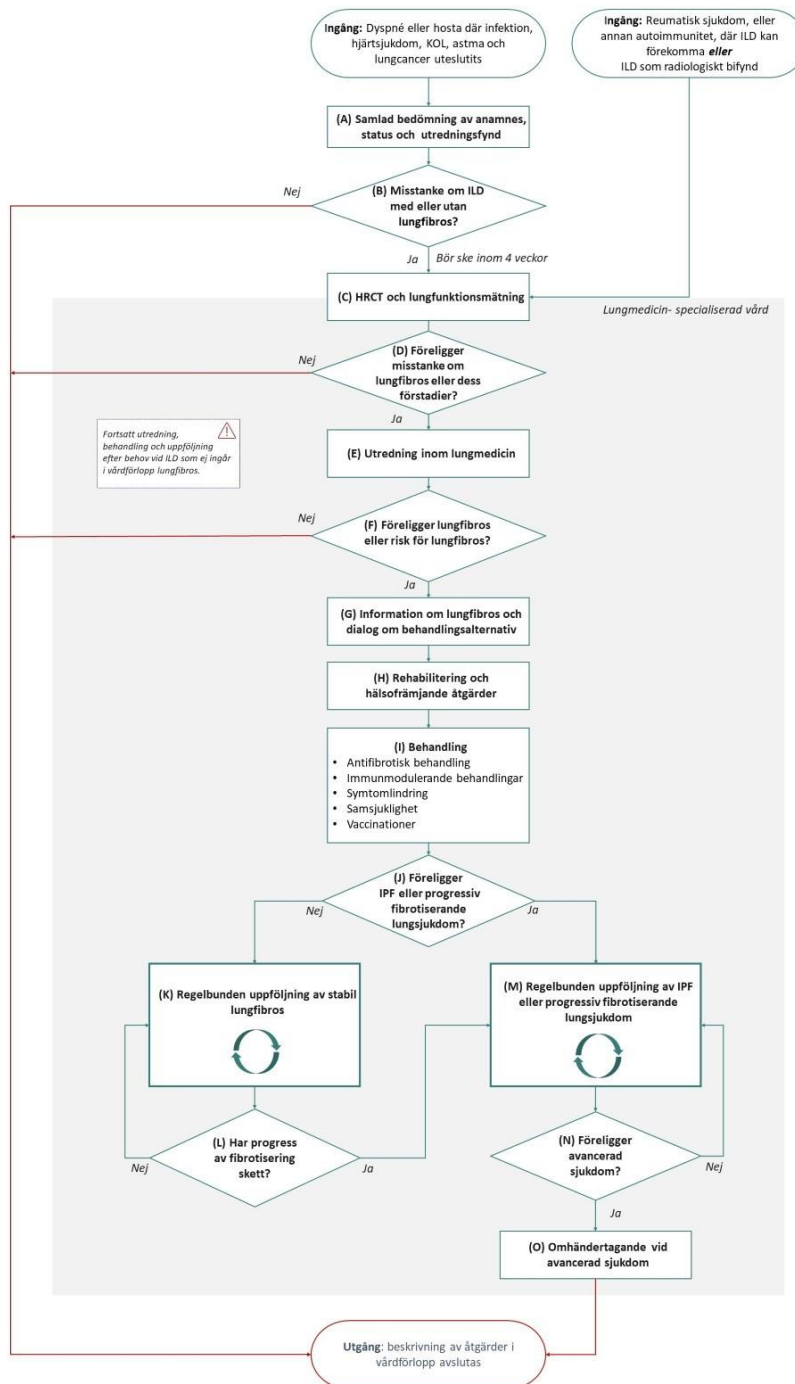 Ingång: Dyspné eller hosta där infektion,
hjärtsjukdom, KOL, astma och
lungcancer uteslutits
Ingång: Reumatisk sjukdom, eller
annan autoimmunitet, där ILD kan
förekomma eller
ILD som radiologiskt bifynd
(A) Samlad bedömning av anamnes,
status och utredningsfynd
Nej
(B) Misstanke om ILD
med eller utan
lungfibros?
Ja
Bör ske inom 4 veckor
(C) HRCT och lungfunktionsmätning
Lungmedicin- specialiserad vård
Nej
(D) Föreligger
misstanke om
lungfibros eller dess
förstadier?
Ja
Fortsatt utredning,
behandling och uppföljning
efter behov vid ILD som ej ingår
i vårdförlopp lungfibros.
(E) Utredning inom lungmedicin
Nej
(F) Föreligger lungfibros
eller risk för lungfibros?
Ja
(G) Information om lungfibros och
dialog om behandlingsalternativ
(H) Rehabilitering och
hälsofrämjande åtgärder
(I) Behandling
• Antifibrotisk behandling
• Immunmodulerande behandlingar
• Symtomlindring
• Samsjuklighet
• Vaccinationer
(J) Föreligger
IPF eller progressiv
fibrotiserande
lungsjukdom?
Nej
Ja
(K) Regelbunden uppföljning av stabil
lungfibros
(M) Regelbunden uppföljning av IPF
eller progressiv fibrotiserande
lungsjukdom
(L) Har progress
av fibrotisering
skett?
Nej
Ja
(N) Föreligger
avancerad
sjukdom?
Nej
Ja
(O) Omhändertagande vid
avancerad sjukdom
Utgång: beskrivning av åtgärder i
vårdförlopp avslutas